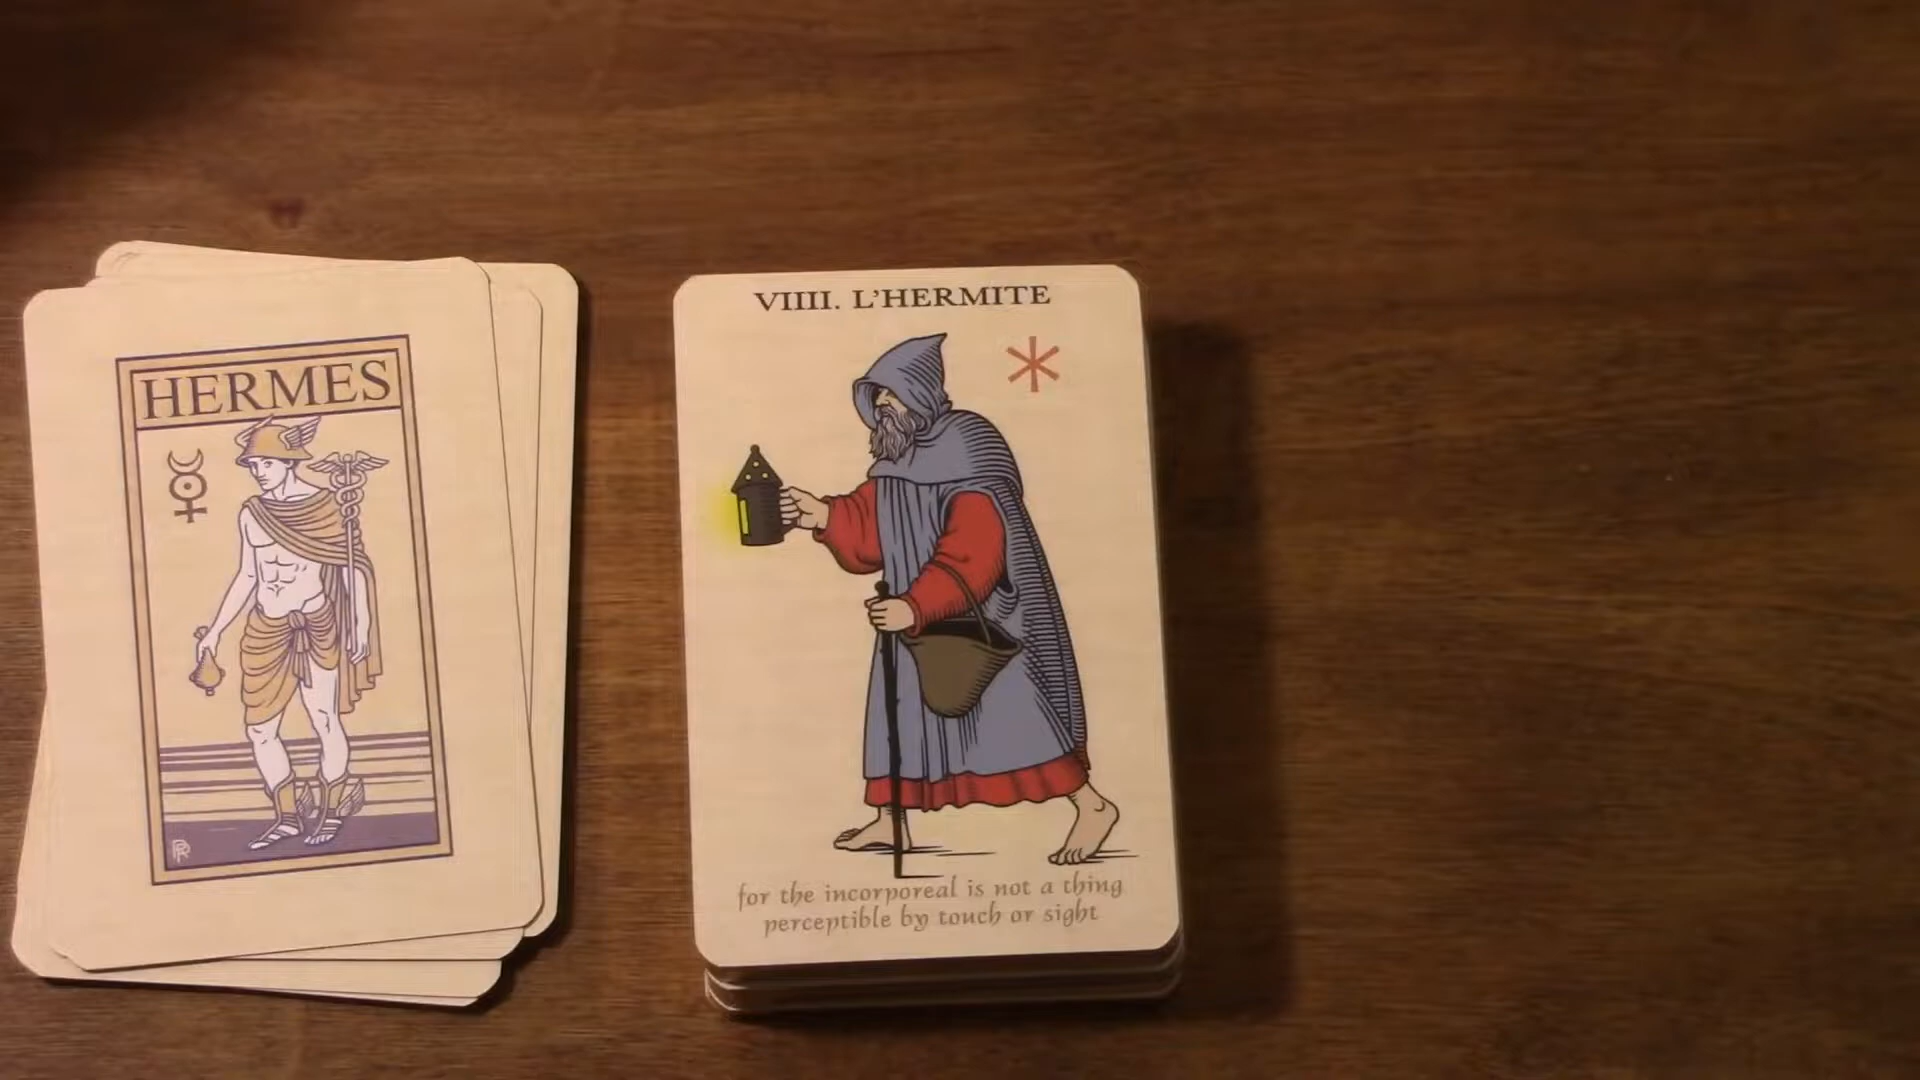 HERMES
VIIII. L'HERMITE
for the incorporeal is not a thing
perceptible by touch or sight